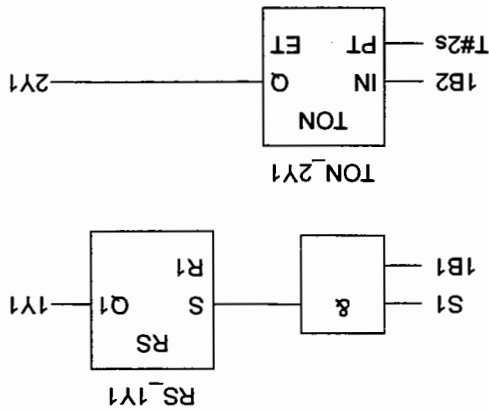 RS_1Y1
RS
S1 & S Q1 1Y1
1B1 R1
TON_2Y1
TON
1B2 IN Q 2Y1
T#2s PT ET